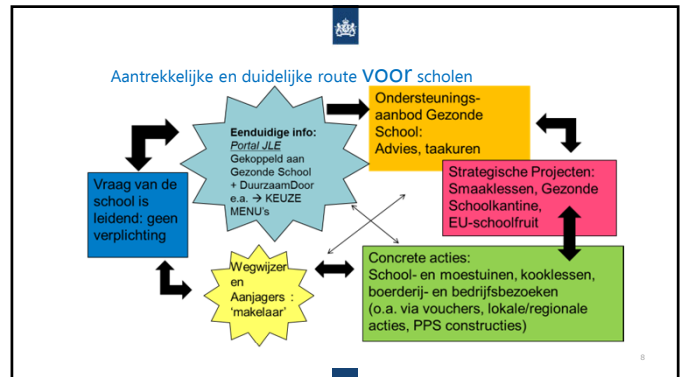 Aantrekkelijke en duidelijke route voor scholen
Eenduidige info:
Portal JLE
Gekoppeld aan
Gezonde School
+ DuurzaamDoor
e.a. → KEUZE
MENU's
Ondersteunings-
aanbod Gezonde
School:
Advies, taakuren
Strategische Projecten:
Smaaklessen, Gezonde
Schoolkantine,
EU-schoolfruit
Vraag van de
school is
leidend: geen
verplichting
Wegwijzer
en
Aanjagers :
'makelaar'
Concrete acties:
School- en moestuinen, kooklessen,
boerderij- en bedrijfsbezoeken
(o.a. via vouchers, lokale/regionale
acties, PPS constructies)
8